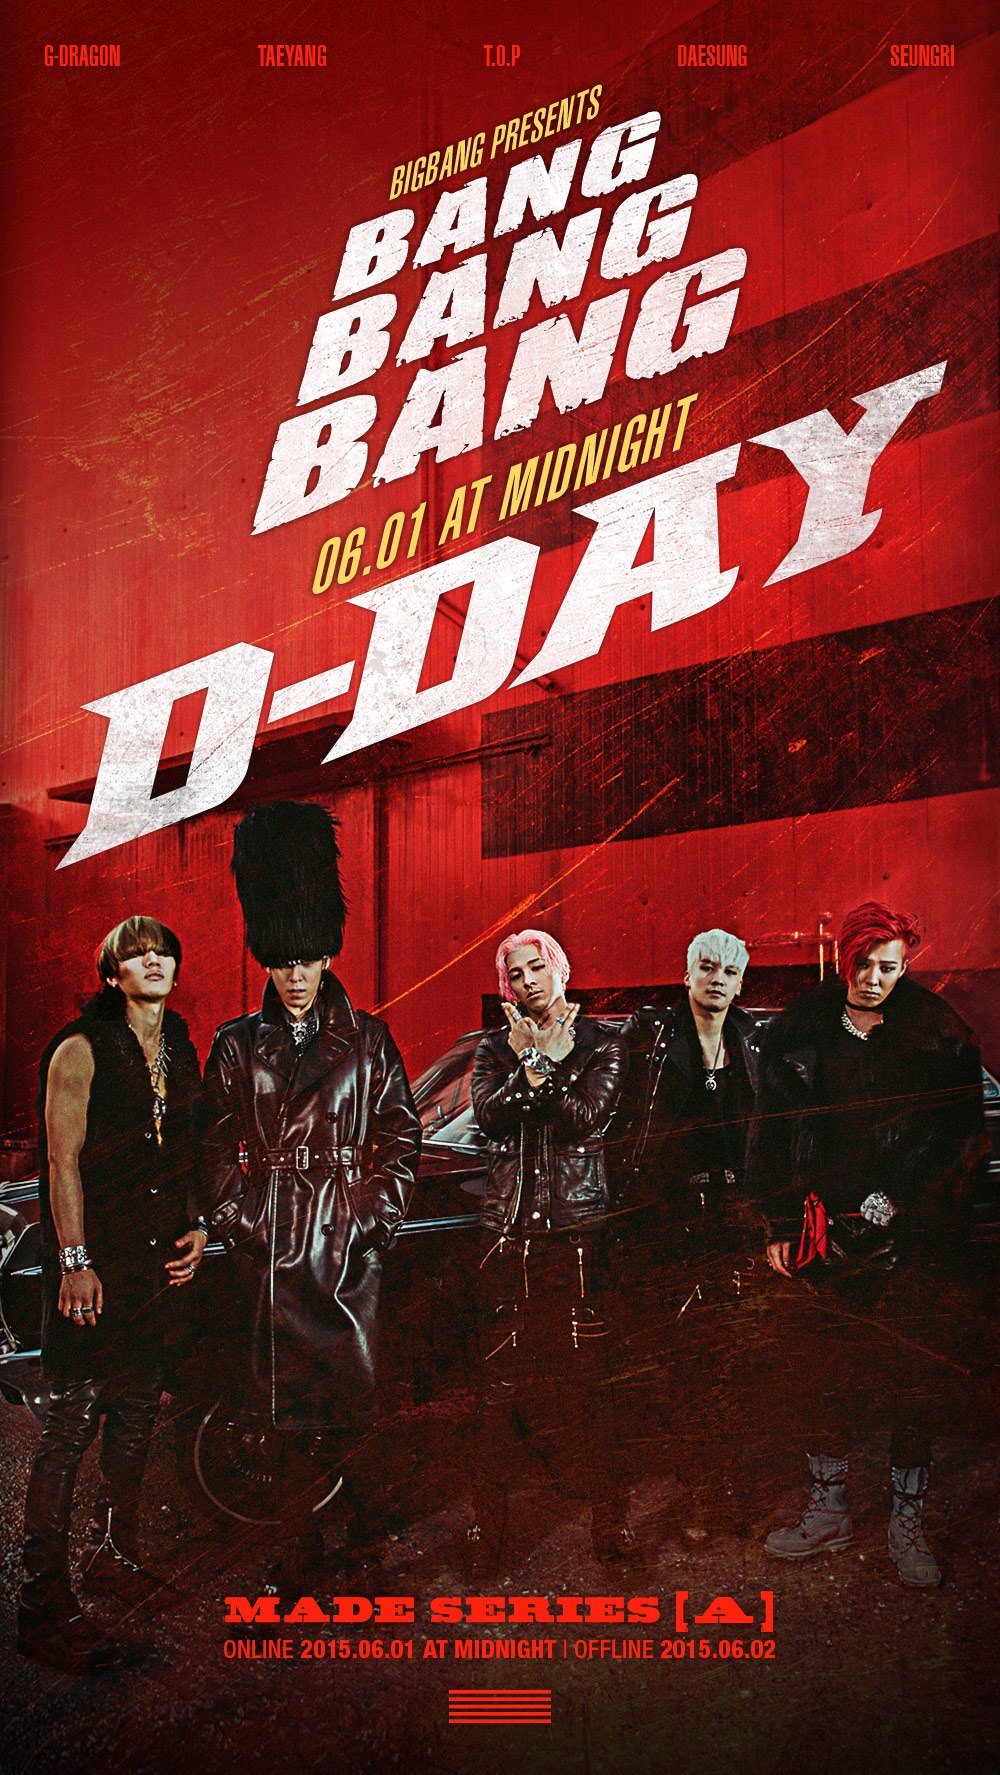 G-DRAGON TAEYANG T.O.P DAESUNG SEUNGRI
BIGBANG PRESENTS
BANG
BANG
BANG
06.01 AT MIDNIGHT
D-DAY
MADE SERIES [A]
ONLINE 2015.06.01 AT MIDNIGHT | OFFLINE 2015.06.02